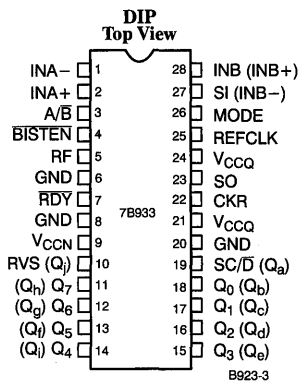 DIP
Top View
INA− 1 28 INB (INB+)
INA+ 2 27 SI (INB−)
A/B̅ 3 26 MODE
B̅I̅S̅T̅E̅N̅ 4 25 REFCLK
RF 5 24 VCCQ
GND 6 23 SO
R̅D̅Y̅ 7 7B933 22 CKR
GND 8 21 VCCQ
VCCN 9 20 GND
RVS (Qj) 10 19 SC/D̅ (Qa)
(Qh) Q7 11 18 Q0 (Qb)
(Qg) Q6 12 17 Q1 (Qc)
(Qf) Q5 13 16 Q2 (Qd)
(Qi) Q4 14 15 Q3 (Qe)
B923-3